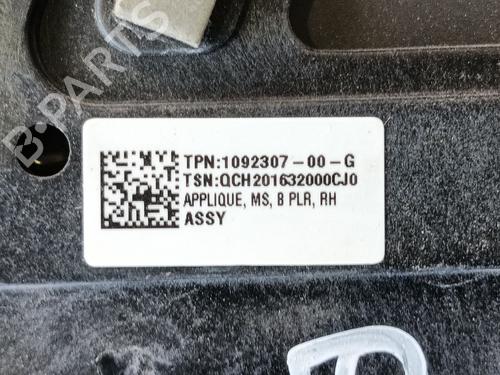 B-PARTS
TPN:1092307-00-G
TSN:QCH201632000CJ0
APPLIQUE, MS, B PLR, RH
ASSY